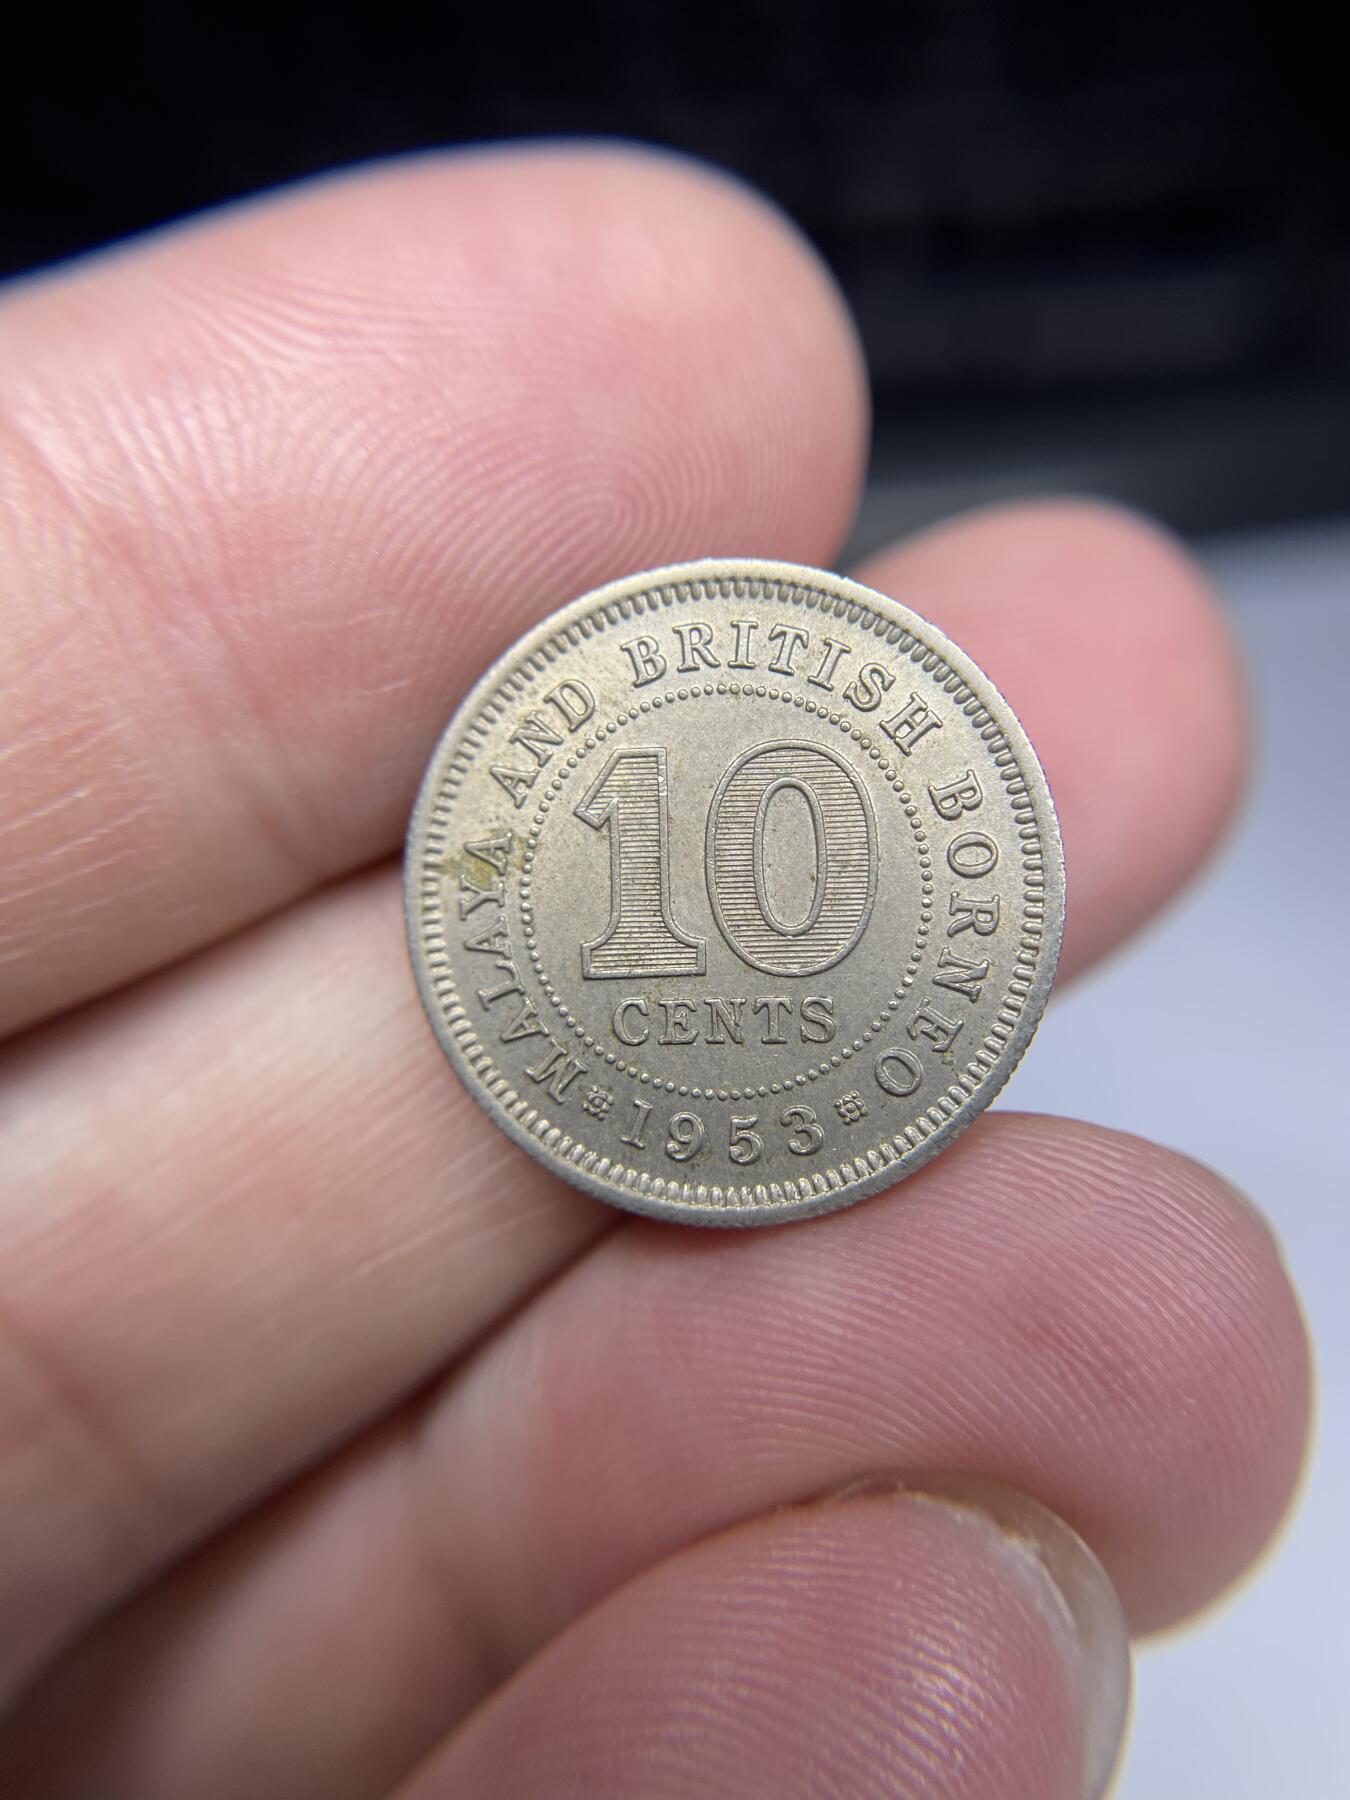 MALAYA AND BRITISH BORNEO
10
CENTS
1953